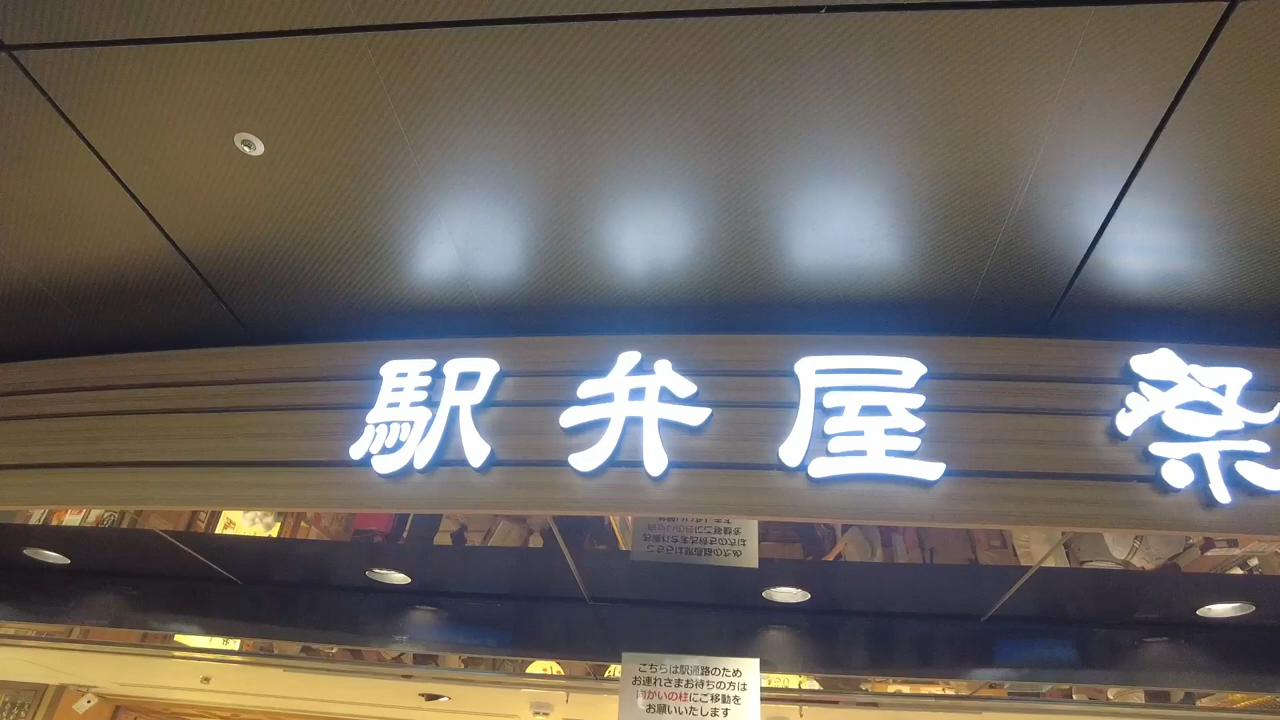 駅弁屋 祭
こちらは駅通路のため
お連れさまお待ちの方は
向かいの柱にご移動を
お願いいたします